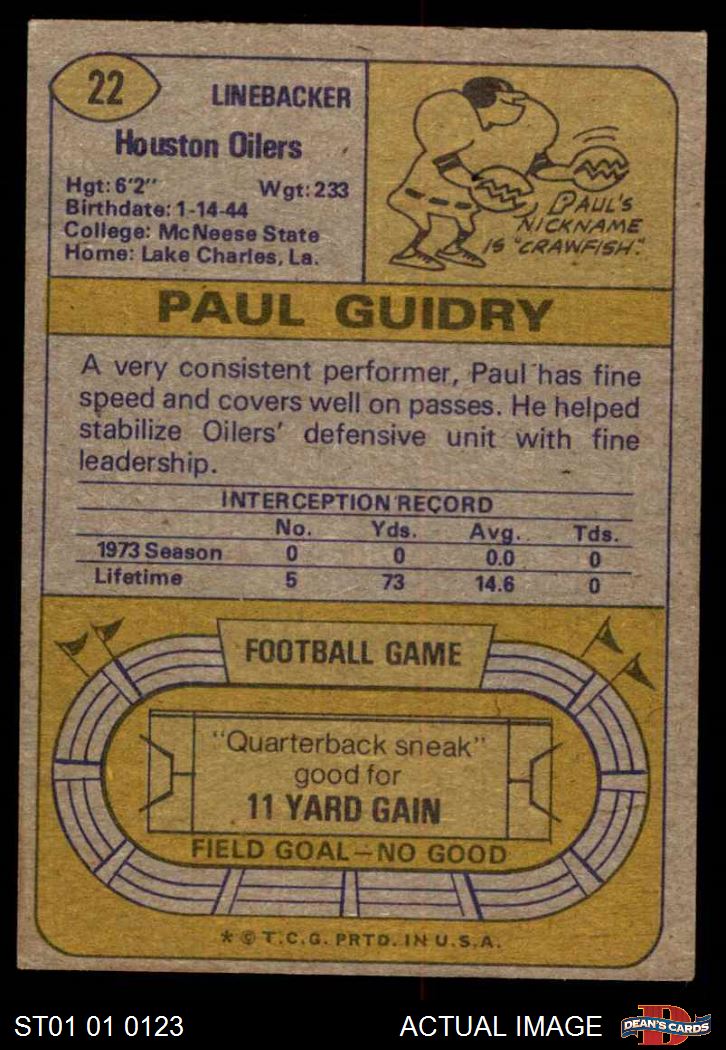 22
LINEBACKER
Houston Oilers
Hgt: 6'2"
Wgt: 233
Birthdate: 1-14-44
College: McNeese State
Home: Lake Charles, La.
PAUL'S
NICKNAME
IS "CRAWFISH."
PAUL GUIDRY
A very consistent performer, Paul has fine
speed and covers well on passes. He helped
stabilize Oilers' defensive unit with fine
leadership.
INTERCEPTION RECORD
No. Yds. Avg. Tds.
1973 Season 0 0 0.0 0
Lifetime 5 73 14.6 0
FOOTBALL GAME
"Quarterback sneak"
good for
11 YARD GAIN
FIELD GOAL—NO GOOD
* © T.C.G. PRTD. IN U.S.A.
ST01 01 0123
ACTUAL IMAGE
D
DEAN'S CARDS